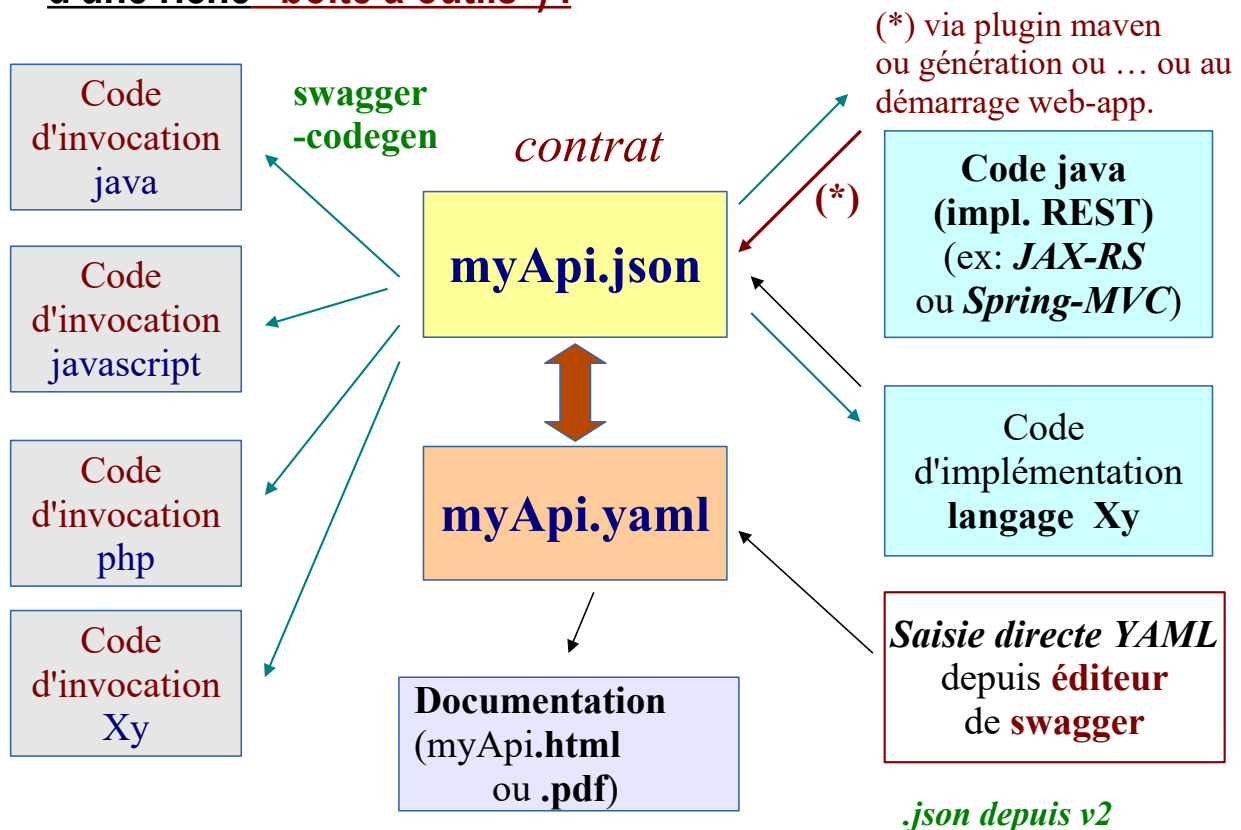 (*) via plugin maven
ou génération ou … ou au
démarrage web-app.
Code
d'invocation
java
swagger
-codegen
contrat
(*)
myApi.json
Code java
(impl. REST)
(ex: JAX-RS
ou Spring-MVC)
Code
d'invocation
javascript
Code
d'invocation
php
myApi.yaml
Code
d'implémentation
langage Xy
Code
d'invocation
Xy
Documentation
(myApi.html
ou .pdf)
Saisie directe YAML
depuis éditeur
de swagger
.json depuis v2